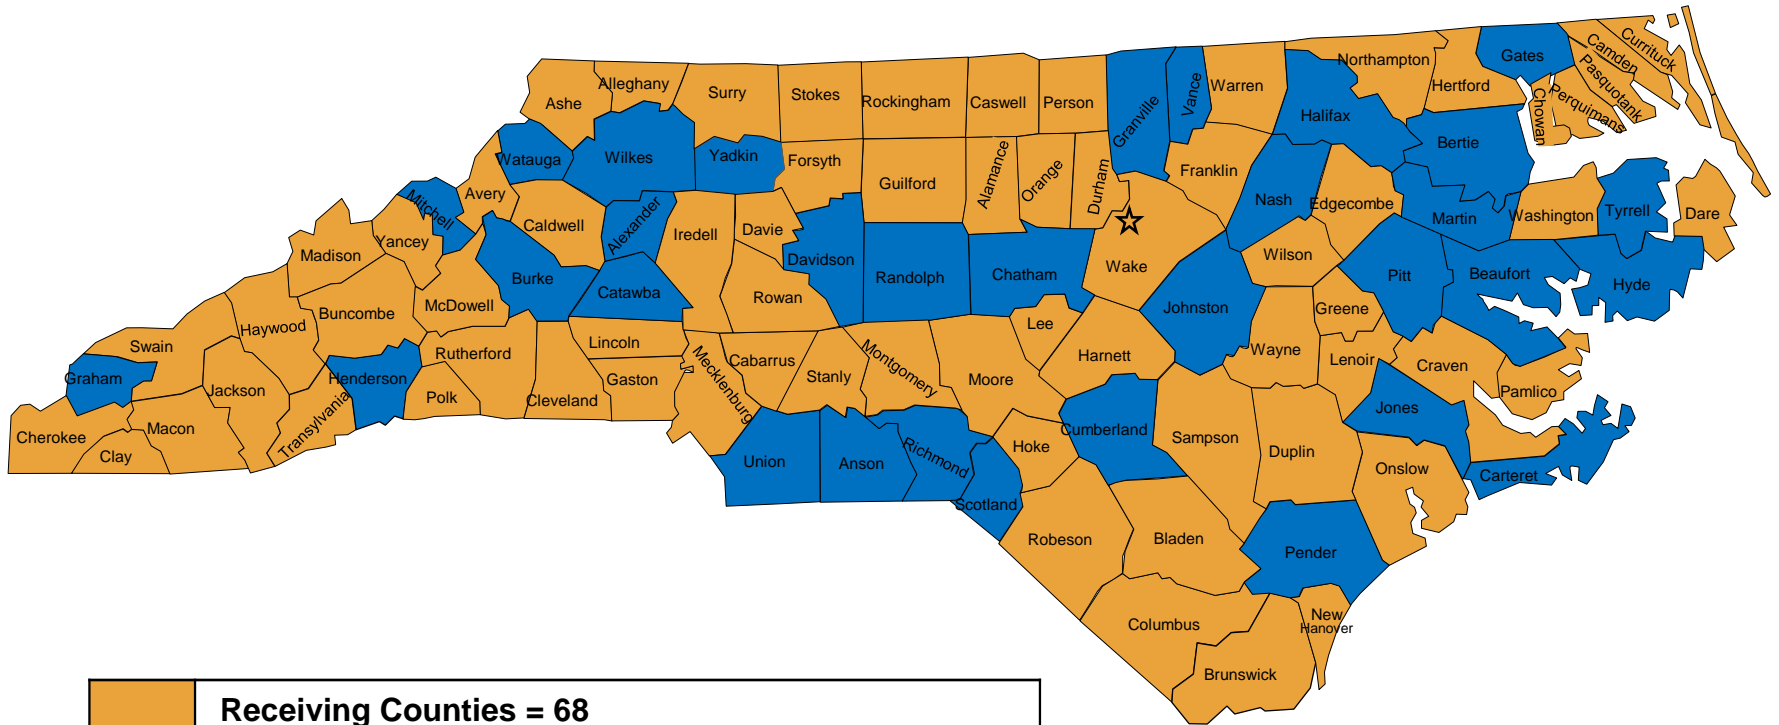 Ashe
Alleghany
Surry
Stokes
Rockingham
Caswell
Person
Granville
Vance
Warren
Halifax
Northampton
Hertford
Gates
Camden
Currituck
Pasquotank
Perquimans
Chowan
Bertie
Watauga
Wilkes
Yadkin
Forsyth
Guilford
Alamance
Orange
Durham
Franklin
Nash
Edgecombe
Martin
Washington
Tyrrell
Dare
Mitchell
Avery
Caldwell
Alexander
Iredell
Davie
Davidson
Randolph
Chatham
Wake
Wilson
Pitt
Beaufort
Hyde
Madison
Yancey
Burke
Catawba
Rowan
Johnston
Greene
Swain
Haywood
Buncombe
McDowell
Rutherford
Lincoln
Mecklenburg
Cabarrus
Stanly
Montgomery
Moore
Lee
Harnett
Wayne
Lenoir
Craven
Pamlico
Graham
Jackson
Henderson
Transylvania
Polk
Cleveland
Gaston
Cherokee
Clay
Macon
Union
Anson
Richmond
Scotland
Hoke
Cumberland
Sampson
Duplin
Jones
Onslow
Carteret
Robeson
Bladen
Pender
Columbus
Brunswick
New
Hanover
Receiving Counties = 68